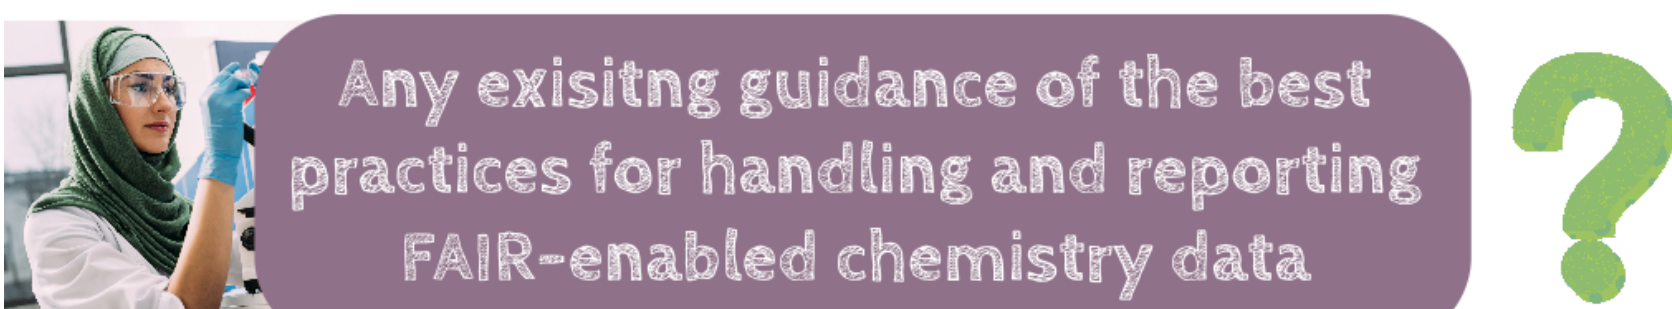 Any exisitng guidance of the best
practices for handling and reporting
FAIR-enabled chemistry data
?